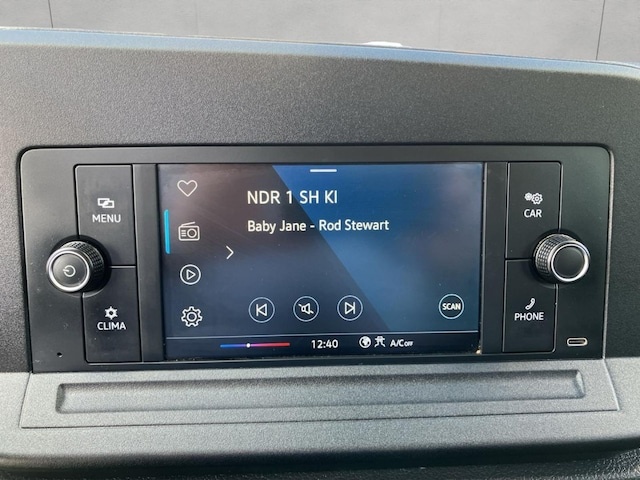 NDR 1 SH KI
Baby Jane - Rod Stewart
MENU
CLIMA
CAR
PHONE
SCAN
12:40
A/C OFF